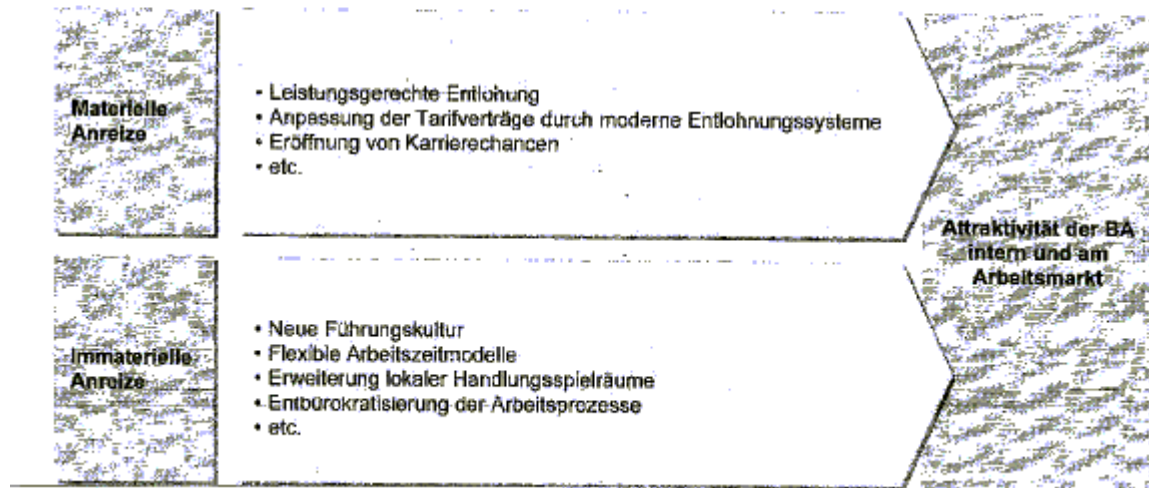 Materielle
Anreize
• Leistungsgerechte Entlohung
• Anpassung der Tarifverträge durch moderne Entlohnungssysteme
• Eröffnung von Karrierechancen
• etc.
Attraktivität der BA
intern und am
Arbeitsmarkt
Immaterielle
Anreize
• Neue Führungskultur
• Flexible Arbeitszeitmodelle
• Erweiterung lokaler Handlungsspielräume
• Entbürokratisierung der Arbeitsprozesse
• etc.